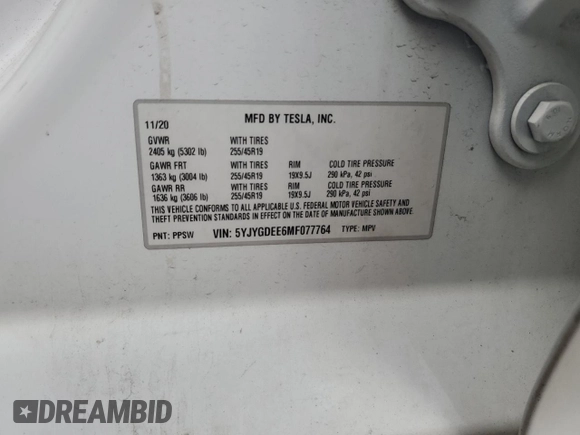 11/20 MFD BY TESLA, INC.
GVWR WITH TIRES
2405 kg (5302 lb) 255/45R19
GAWR FRT WITH TIRES RIM COLD TIRE PRESSURE
1363 kg (3004 lb) 255/45R19 19X9.5J 290 kPa, 42 psi
GAWR RR WITH TIRES RIM COLD TIRE PRESSURE
1636 kg (3606 lb) 255/45R19 19X9.5J 290 kPa, 42 psi
THIS VEHICLE CONFORMS TO ALL APPLICABLE U.S. FEDERAL MOTOR VEHICLE SAFETY AND
THEFT PREVENTION STANDARDS IN EFFECT ON THE DATE OF MANUFACTURE SHOWN ABOVE.
PNT: PPSW VIN: 5YJYGDEE6MF077764 TYPE: MPV
DREAMBID